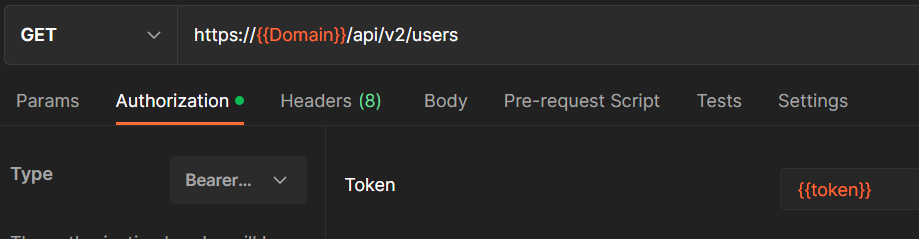 GET https://{{Domain}}/api/v2/users
Params Authorization Headers (8) Body Pre-request Script Tests Settings
Type Bearer... Token {{token}}